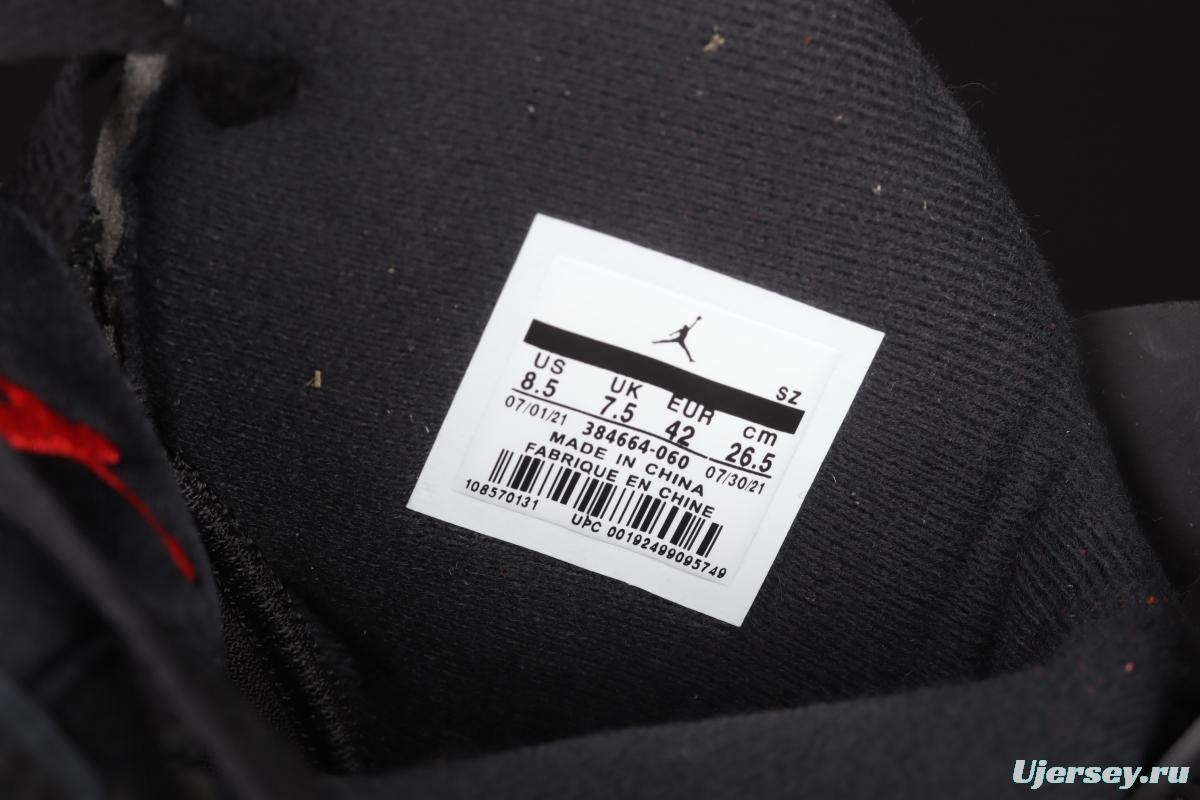 SZ
US UK EUR cm
8.5 7.5 42 26.5
07/01/21 384664-060 07/30/21
MADE IN CHINA
FABRIQUE EN CHINE
108570131
UPC 00192499095749
Ujersey.ru